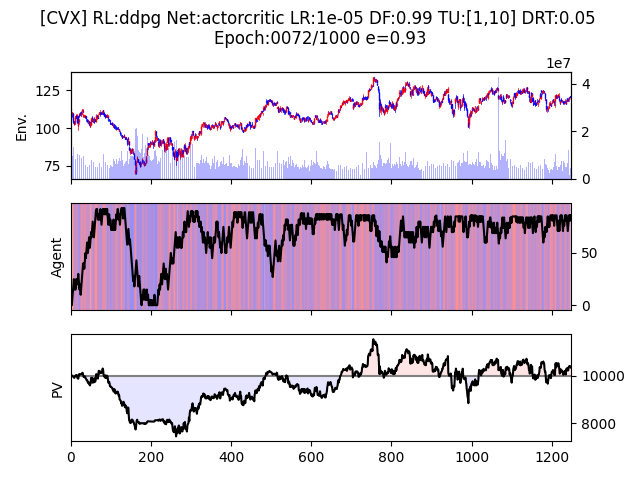 [CVX] RL:ddpg Net:actorcritic LR:1e-05 DF:0.99 TU:[1,10] DRT:0.05
Epoch:0072/1000 e=0.93
1e7
125
100
75
Env.
4
2
0
Agent
50
0
PV
10000
8000
0 200 400 600 800 1000 1200